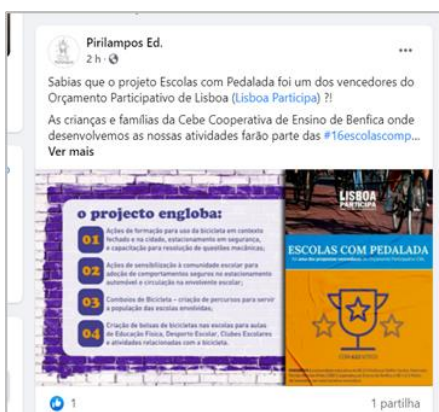 Pirilampos Ed.
2 h ·
Sabias que o projeto Escolas com Pedalada foi um dos vencedores do
Orçamento Participativo de Lisboa (Lisboa Participa) ?!
As crianças e famílias da Cebe Cooperativa de Ensino de Benfica onde
desenvolvemos as nossas atividades farão parte das #16escolascomp...
Ver mais
o projecto engloba:
01
Ações de formação para uso da bicicleta em contexto
fechado e na cidade, estacionamento em segurança,
e capacitação para resolução de questões mecânicas;
02
Ações de sensibilização à comunidade escolar para
adoção de comportamentos seguros no estacionamento
automóvel e circulação na envolvente escolar;
03
Comboios de Bicicleta – criação de percursos para servir
a população das escolas envolvidas;
04
Criação de bolsas de bicicletas nas escolas para aulas
de Educação Física, Desporto Escolar, Clubes Escolares
e atividades relacionadas com a bicicleta.
LISBOA
PARTICIPA
ESCOLAS COM PEDALADA
1
1 partilha